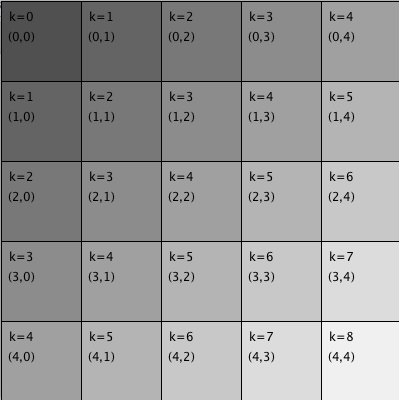 k=0 k=1 k=2 k=3 k=4
(0,0) (0,1) (0,2) (0,3) (0,4)
k=1 k=2 k=3 k=4 k=5
(1,0) (1,1) (1,2) (1,3) (1,4)
k=2 k=3 k=4 k=5 k=6
(2,0) (2,1) (2,2) (2,3) (2,4)
k=3 k=4 k=5 k=6 k=7
(3,0) (3,1) (3,2) (3,3) (3,4)
k=4 k=5 k=6 k=7 k=8
(4,0) (4,1) (4,2) (4,3) (4,4)